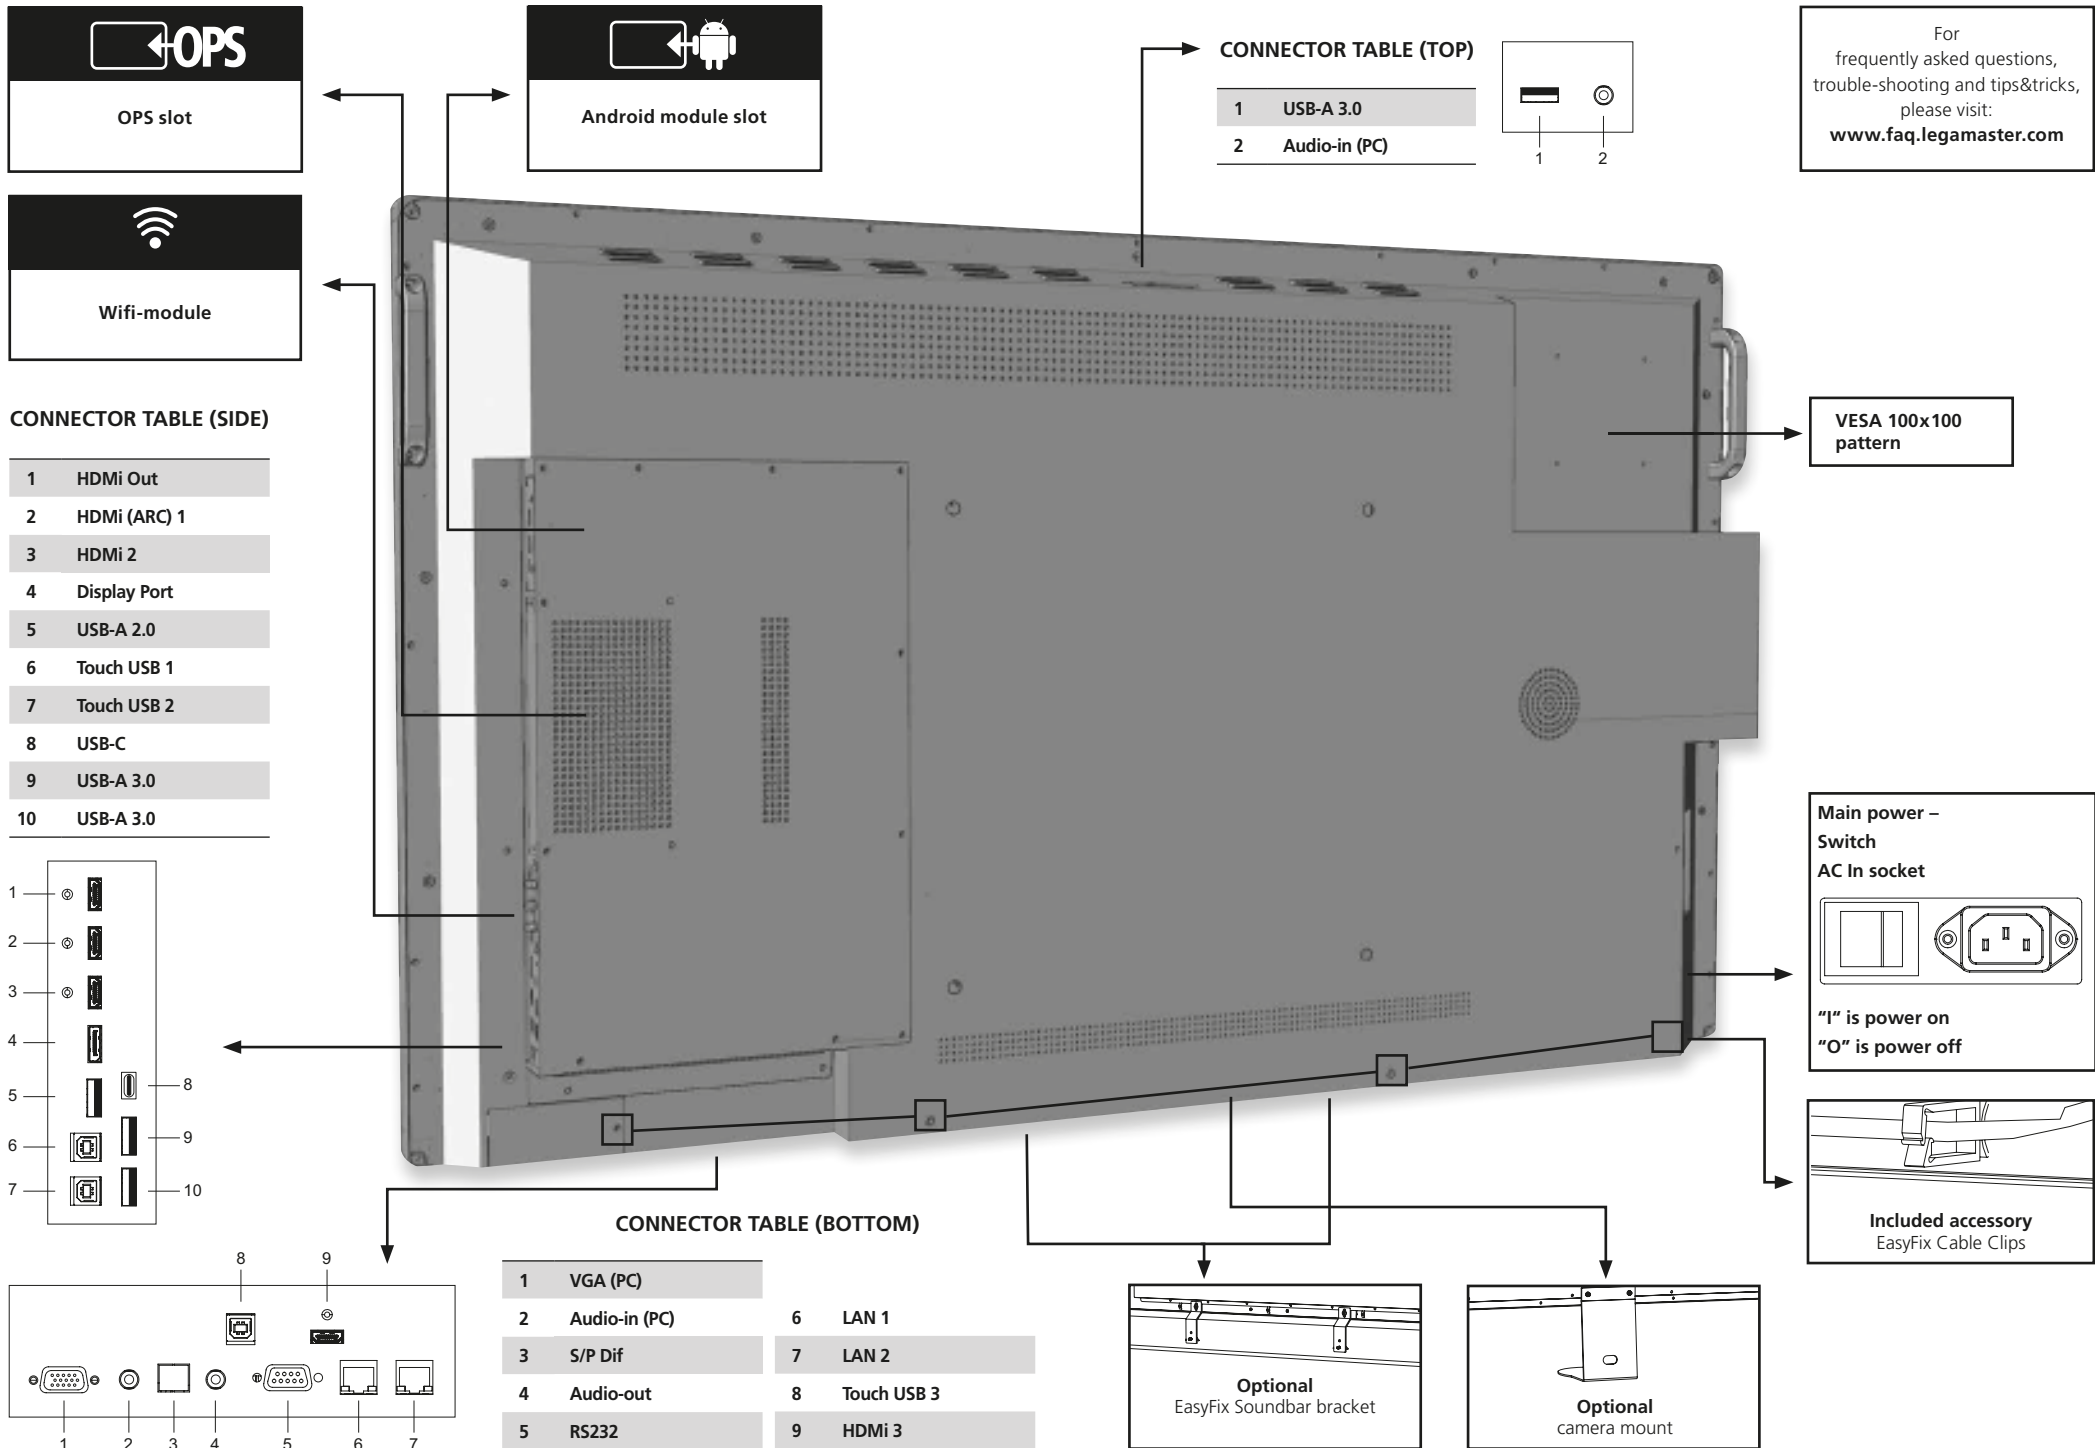 OPS
OPS slot
Android module slot
CONNECTOR TABLE (TOP)
1 USB-A 3.0
2 Audio-in (PC)
1 2
For
frequently asked questions,
trouble-shooting and tips&tricks,
please visit:
www.faq.legamaster.com
Wifi-module
CONNECTOR TABLE (SIDE)
1 HDMi Out
2 HDMi (ARC) 1
3 HDMi 2
4 Display Port
5 USB-A 2.0
6 Touch USB 1
7 Touch USB 2
8 USB-C
9 USB-A 3.0
10 USB-A 3.0
1
2
3
4
5
6
7
8
9
10
VESA 100x100
pattern
Main power –
Switch
AC In socket
"I" is power on
"O" is power off
Included accessory
EasyFix Cable Clips
CONNECTOR TABLE (BOTTOM)
1 VGA (PC)
2 Audio-in (PC)
3 S/P Dif
4 Audio-out
5 RS232
6 LAN 1
7 LAN 2
8 Touch USB 3
9 HDMi 3
8 9
1 2 3 4 5 6 7
Optional
EasyFix Soundbar bracket
Optional
camera mount